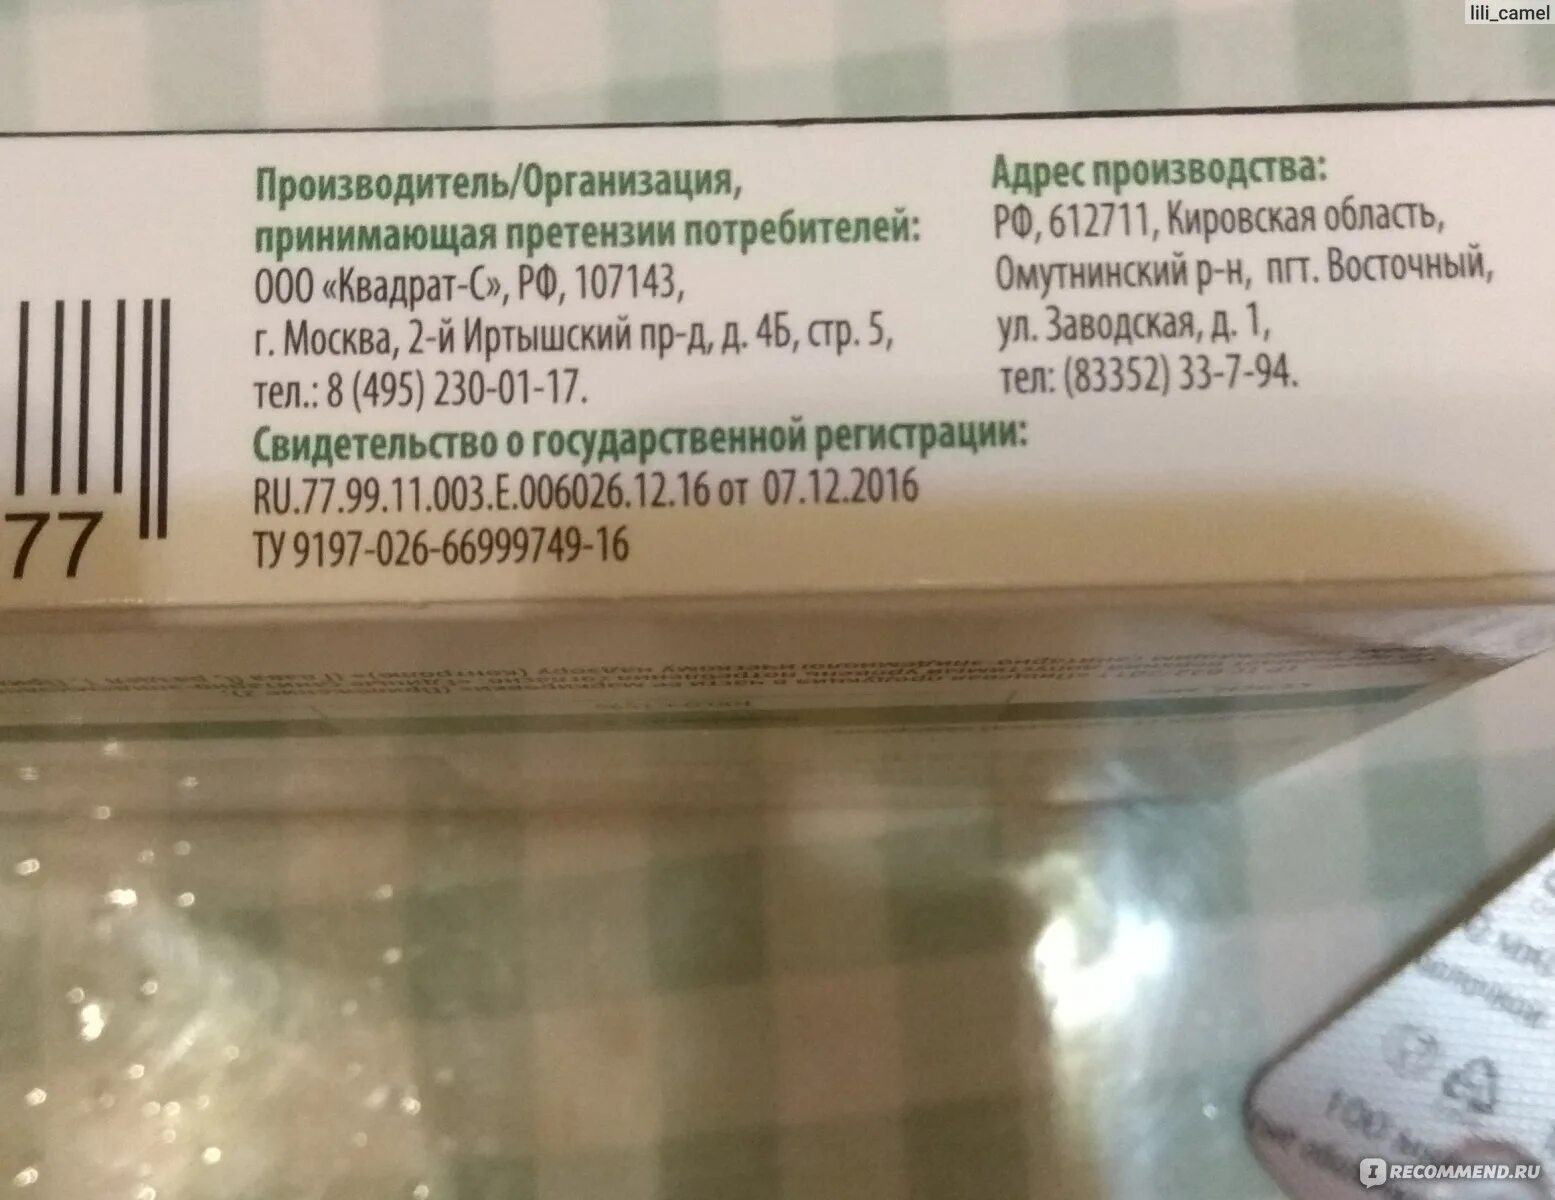 lili_camel
Производитель/Организация,
принимающая претензии потребителей:
ООО «Квадрат-С», РФ, 107143,
г. Москва, 2-й Иртышский пр-д, д. 4Б, стр. 5,
тел.: 8 (495) 230-01-17.
Свидетельство о государственной регистрации:
RU.77.99.11.003.Е.006026.12.16 от 07.12.2016
ТУ 9197-026-66999749-16
Адрес производства:
РФ, 612711, Кировская область,
Омутнинский р-н, пгт. Восточный,
ул. Заводская, д. 1,
тел: (83352) 33-7-94.
77
IRECOMMEND.RU